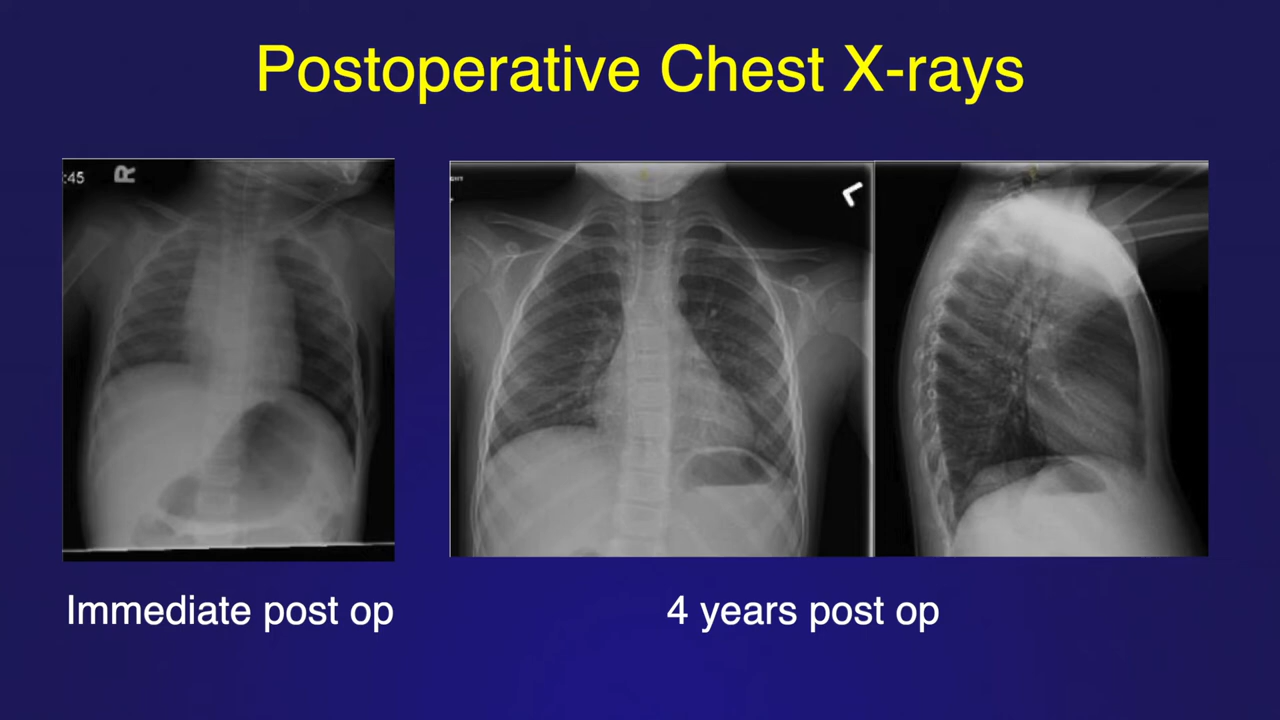 Postoperative Chest X-rays
:45
R
Immediate post op
4 years post op